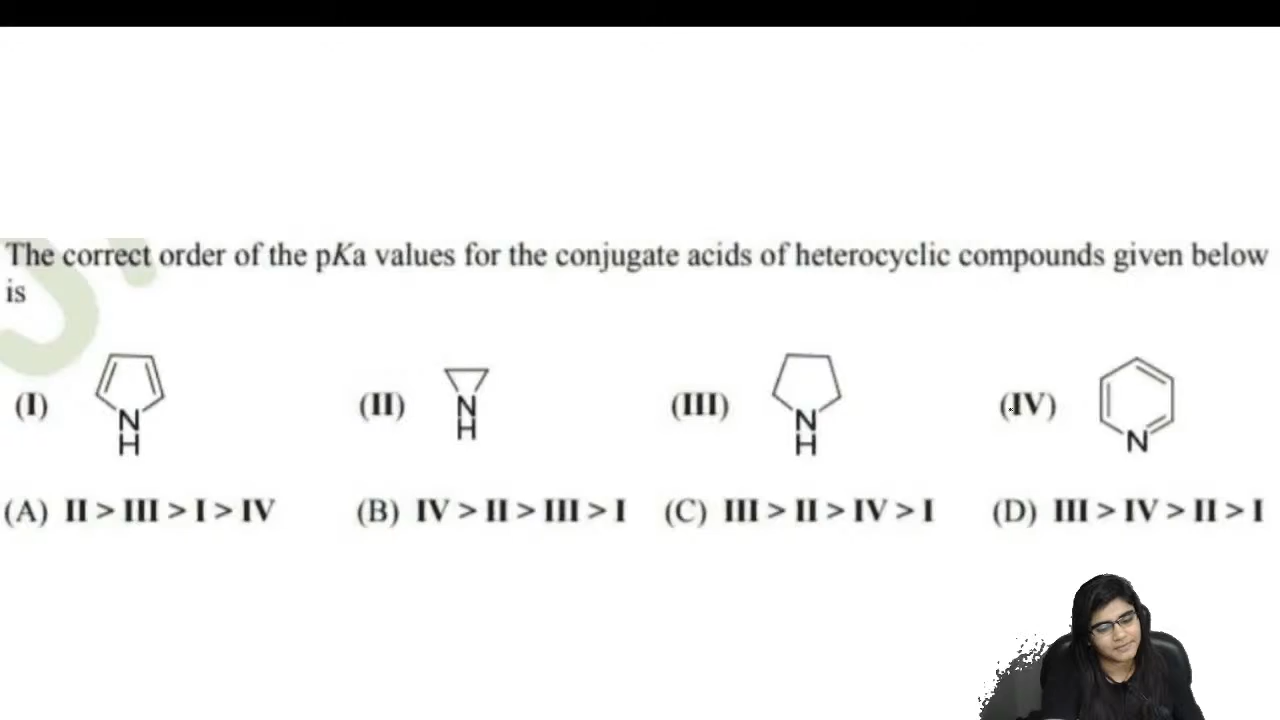 The correct order of the pKa values for the conjugate acids of heterocyclic compounds given below
is
(I) N H (II) N H (III) N H (IV) N
(A) II > III > I > IV (B) IV > II > III > I (C) III > II > IV > I (D) III > IV > II > I